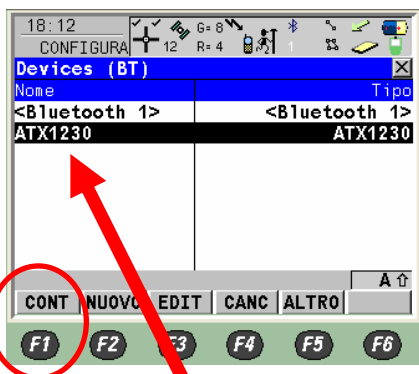 18:12
CONFIGURA 12 G= 8 R= 4 1
Devices (BT)
Nome Tipo
<Bluetooth 1> <Bluetooth 1>
ATX1230 ATX1230
A
CONT NUOVO EDIT CANC ALTRO
F1 F2 F3 F4 F5 F6